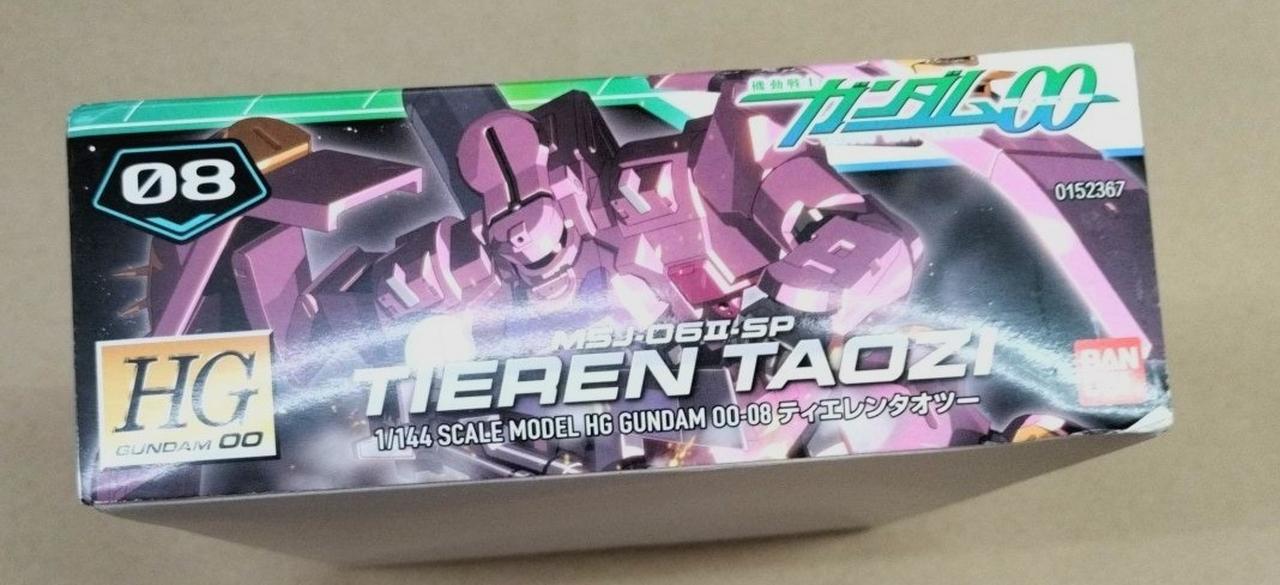 機動戦士
ガンダム00
08
0152367
MSJ-06II-SP
TIEREN TAOZI
1/144 SCALE MODEL HG GUNDAM 00-08 ティエレンタオツー
HG
GUNDAM 00
BAN
DAI